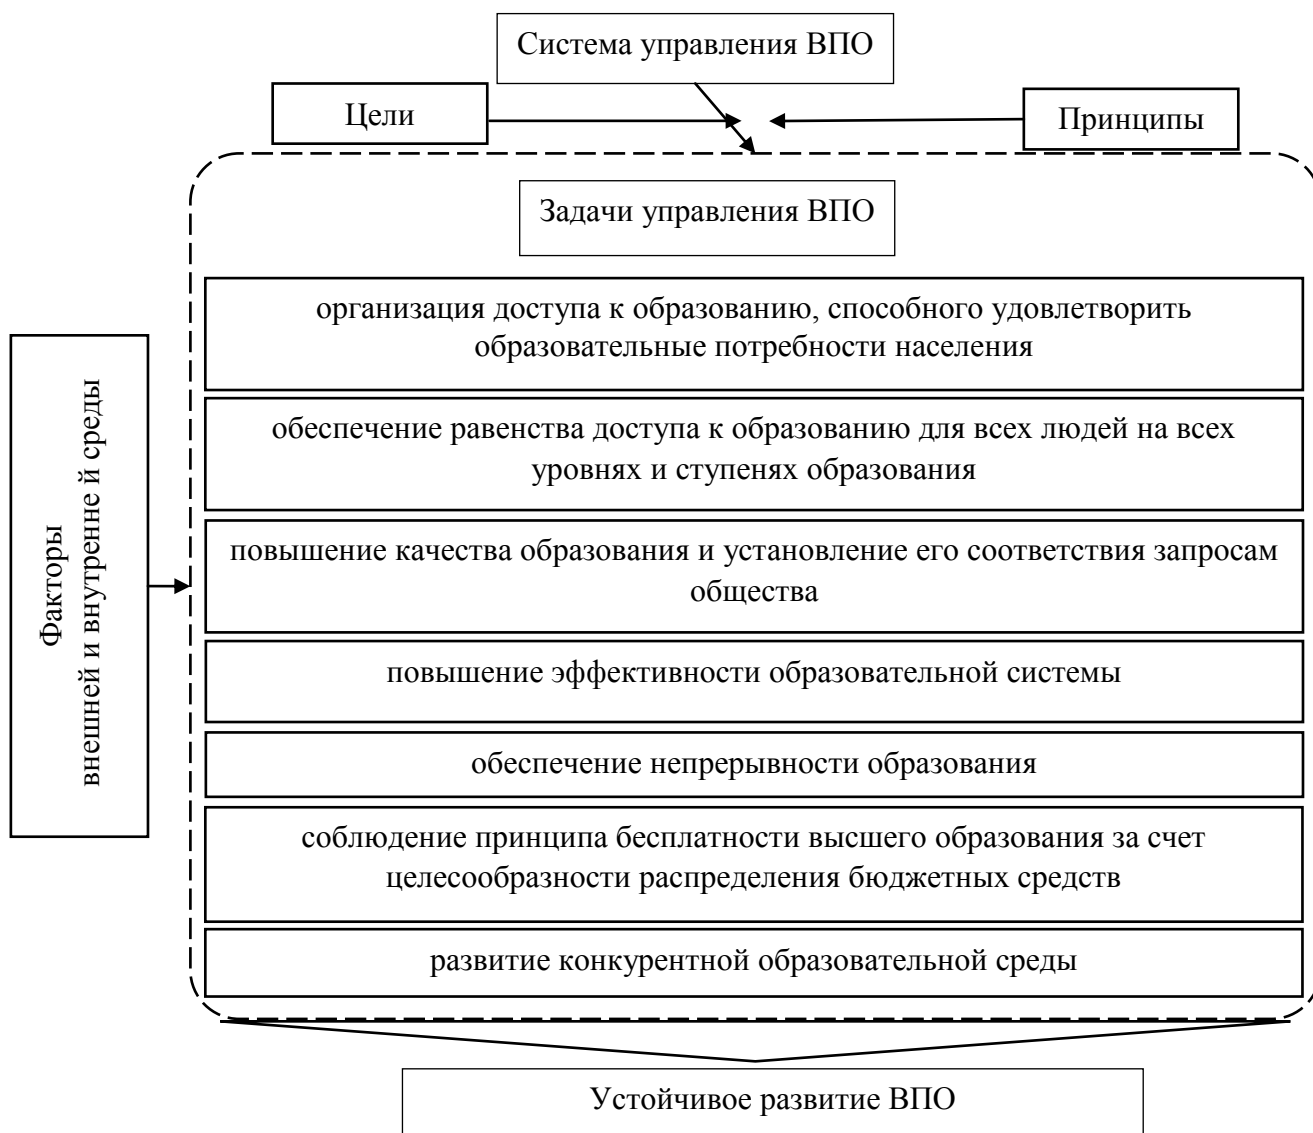 Система управления ВПО
Цели
Принципы
Задачи управления ВПО
организация доступа к образованию, способного удовлетворить
образовательные потребности населения
обеспечение равенства доступа к образованию для всех людей на всех
уровнях и ступенях образования
повышение качества образования и установление его соответствия запросам
общества
повышение эффективности образовательной системы
обеспечение непрерывности образования
соблюдение принципа бесплатности высшего образования за счет
целесообразности распределения бюджетных средств
развитие конкурентной образовательной среды
Факторы
внешней и внутренне й среды
Устойчивое развитие ВПО